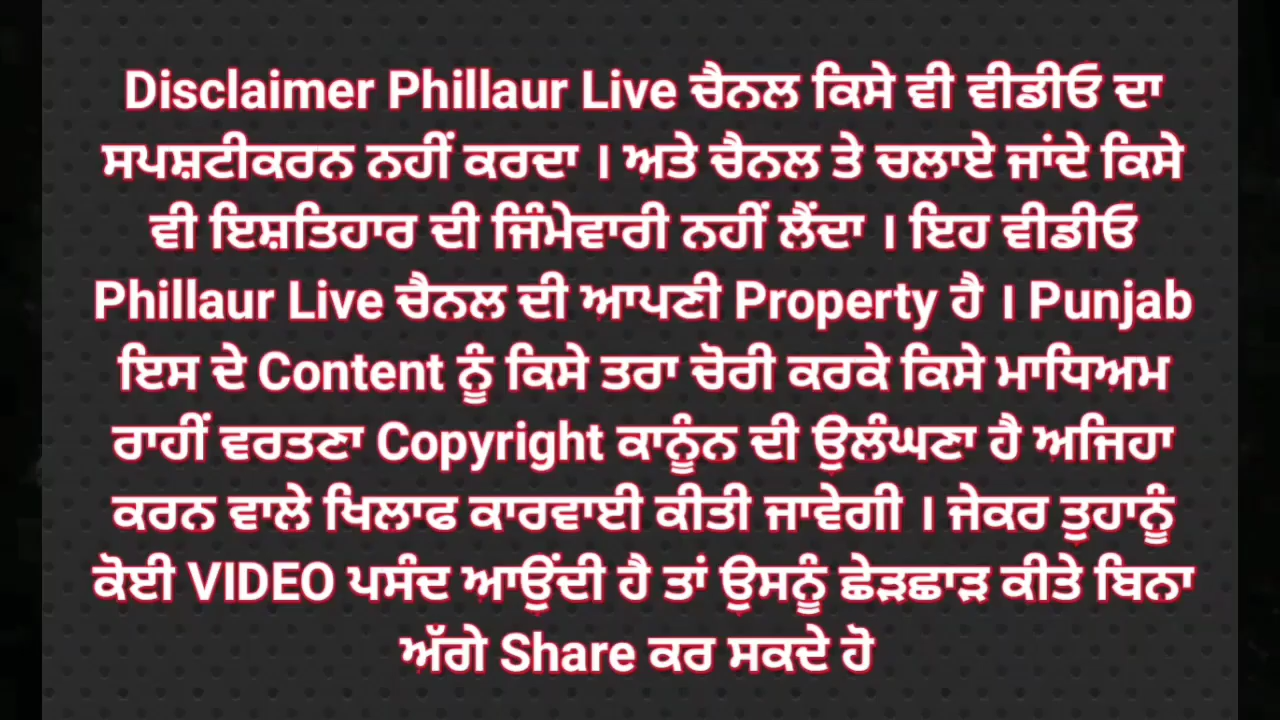 Disclaimer Phillaur Live ਚੈਨਲ ਕਿਸੇ ਵੀ ਵੀਡੀਓ ਦਾ
ਸਪਸ਼ਟੀਕਰਨ ਨਹੀਂ ਕਰਦਾ । ਅਤੇ ਚੈਨਲ ਤੇ ਚਲਾਏ ਜਾਂਦੇ ਕਿਸੇ
ਵੀ ਇਸ਼ਤਿਹਾਰ ਦੀ ਜਿੰਮੇਵਾਰੀ ਨਹੀਂ ਲੈਂਦਾ । ਇਹ ਵੀਡੀਓ
Phillaur Live ਚੈਨਲ ਦੀ ਆਪਣੀ Property ਹੈ । Punjab
ਇਸ ਦੇ Content ਨੂੰ ਕਿਸੇ ਤਰਾ ਚੋਰੀ ਕਰਕੇ ਕਿਸੇ ਮਾਧਿਅਮ
ਰਾਹੀਂ ਵਰਤਣਾ Copyright ਕਾਨੂੰਨ ਦੀ ਉਲੰਘਣਾ ਹੈ ਅਜਿਹਾ
ਕਰਨ ਵਾਲੇ ਖਿਲਾਫ ਕਾਰਵਾਈ ਕੀਤੀ ਜਾਵੇਗੀ । ਜੇਕਰ ਤੁਹਾਨੂੰ
ਕੋਈ VIDEO ਪਸੰਦ ਆਉਂਦੀ ਹੈ ਤਾਂ ਉਸਨੂੰ ਛੇੜਛਾੜ ਕੀਤੇ ਬਿਨਾ
ਅੱਗੇ Share ਕਰ ਸਕਦੇ ਹੋ